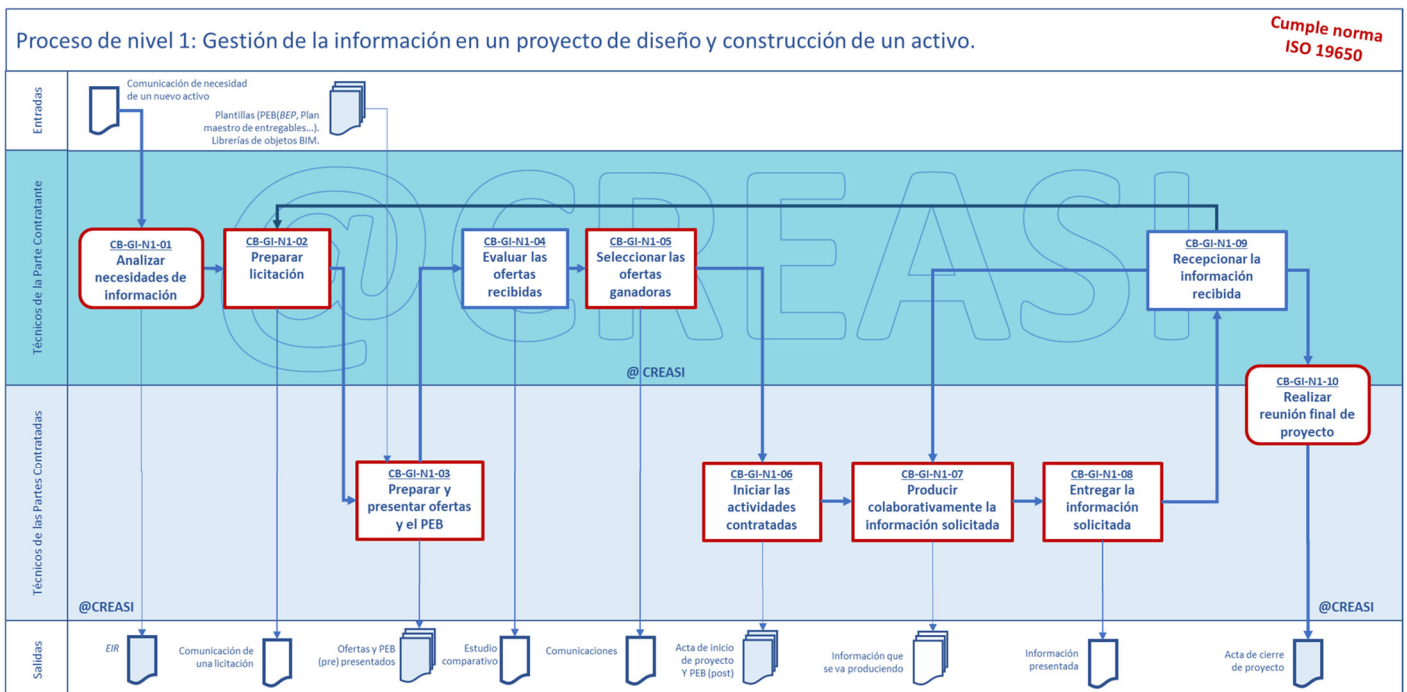 Proceso de nivel 1: Gestión de la información en un proyecto de diseño y construcción de un activo.
Cumple norma
ISO 19650
Entradas
Comunicación de necesidad
de un nuevo activo
Plantillas (PEB(BEP, Plan
maestro de entregables...).
Librerías de objetos BIM.
Técnicos de la Parte Contratante
@CREASI
CB-GI-N1-01
Analizar
necesidades de
información
CB-GI-N1-02
Preparar
licitación
CB-GI-N1-04
Evaluar las
ofertas
recibidas
CB-GI-N1-05
Seleccionar las
ofertas
ganadoras
CB-GI-N1-09
Recepcionar la
información
recibida
@ CREASI
CB-GI-N1-10
Realizar
reunión final de
proyecto
Técnicos de las Partes Contratadas
CB-GI-N1-03
Preparar y
presentar ofertas
y el PEB
CB-GI-N1-06
Iniciar las
actividades
contratadas
CB-GI-N1-07
Producir
colaborativamente la
información solicitada
CB-GI-N1-08
Entregar la
información
solicitada
@CREASI
@CREASI
Salidas
EIR
Comunicación de
una licitación
Ofertas y PEB
(pre) presentados
Estudio
comparativo
Comunicaciones
Acta de inicio
de proyecto
Y PEB (post)
Información que
se va produciendo
Información
presentada
Acta de cierre
de proyecto